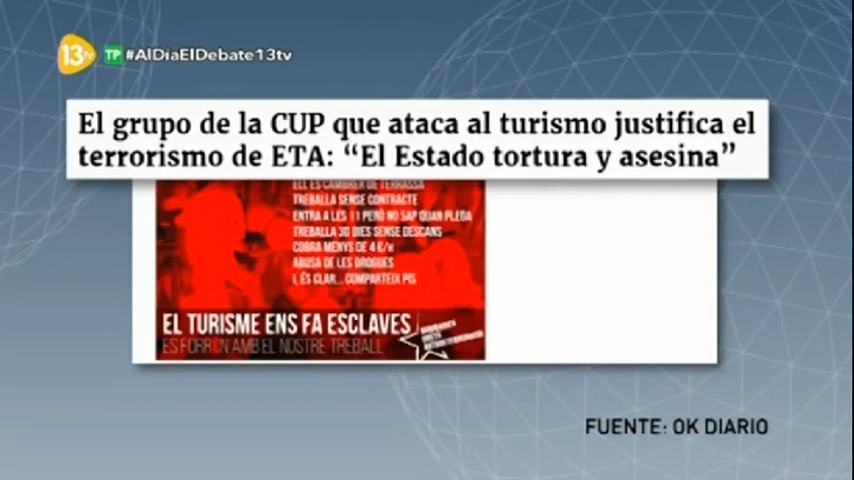 13tv TP #AlDiaElDebate13tv
El grupo de la CUP que ataca al turismo justifica el
terrorismo de ETA: “El Estado tortura y asesina”
ELL ES CAMBRER DE TERRASSA
TREBALLA SENSE CONTRACTE
ENTRA A LES 11 PERÒ NO SAP QUAN PLEGA
TREBALLA 30 DIES SENSE DESCANS
COBRA MENYS DE 4 €/H
ABUSA DE LES DROGUES
I, ÉS CLAR... COMPARTEIX PIS
EL TURISME ENS FA ESCLAVES
ES FORREN AMB EL NOSTRE TREBALL
FUENTE: OK DIARIO